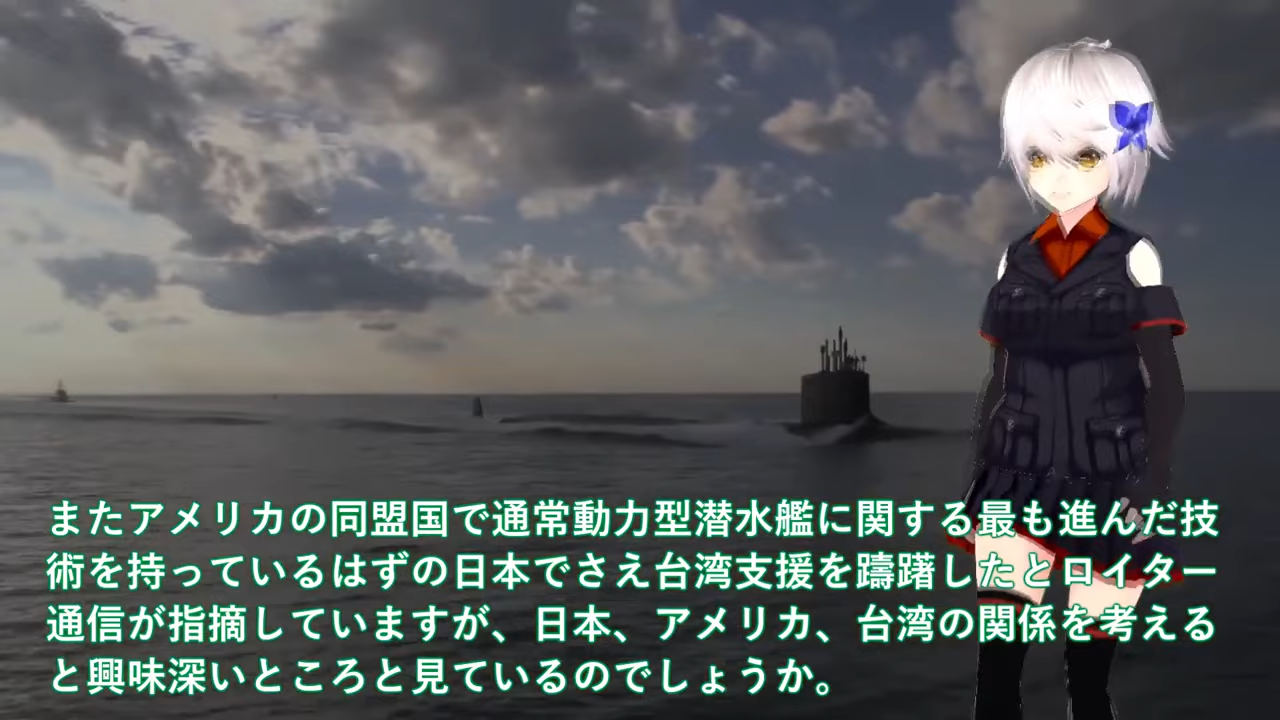 またアメリカの同盟国で通常動力型潜水艦に関する最も進んだ技
術を持っているはずの日本でさえ台湾支援を躊躇したとロイター
通信が指摘していますが、日本、アメリカ、台湾の関係を考える
と興味深いところと見ているのでしょうか。